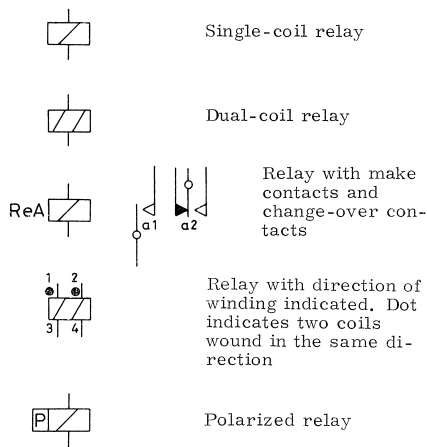 Single-coil relay
Dual-coil relay
Relay with make
contacts and
change-over con-
tacts
ReA
a1
a2
1 2
3 4
Relay with direction of
winding indicated. Dot
indicates two coils
wound in the same di-
rection
P
Polarized relay